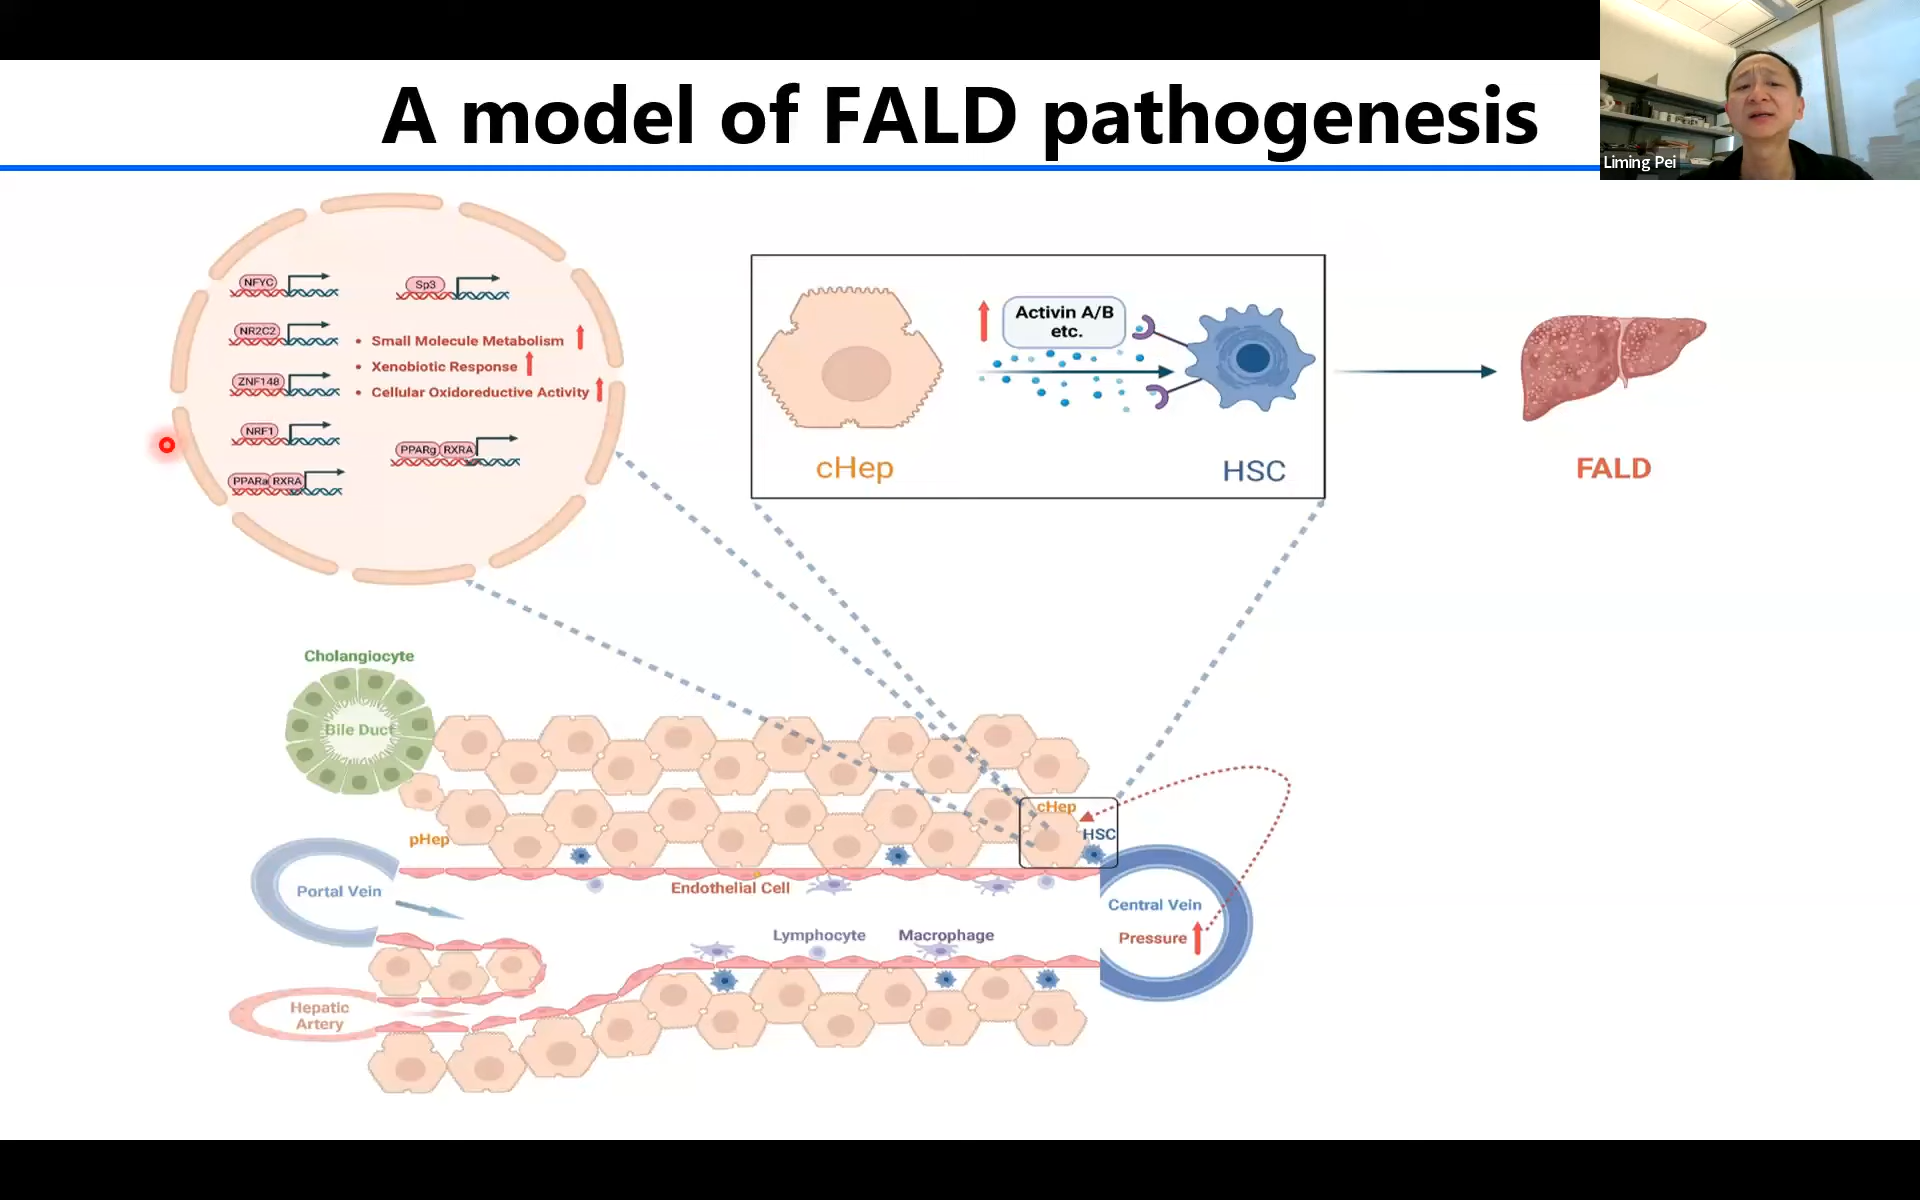 A model of FALD pathogenesis
Liming Pei
NFYC
Sp3
NR2C2
• Small Molecule Metabolism
• Xenobiotic Response
ZNF148
• Cellular Oxidoreductive Activity
NRF1
PPARg RXRA
PPARa RXRA
Activin A/B
etc.
cHep
HSC
FALD
Cholangiocyte
Bile Duct
pHep
cHep
HSC
Portal Vein
Endothelial Cell
Central Vein
Pressure
Lymphocyte
Macrophage
Hepatic
Artery